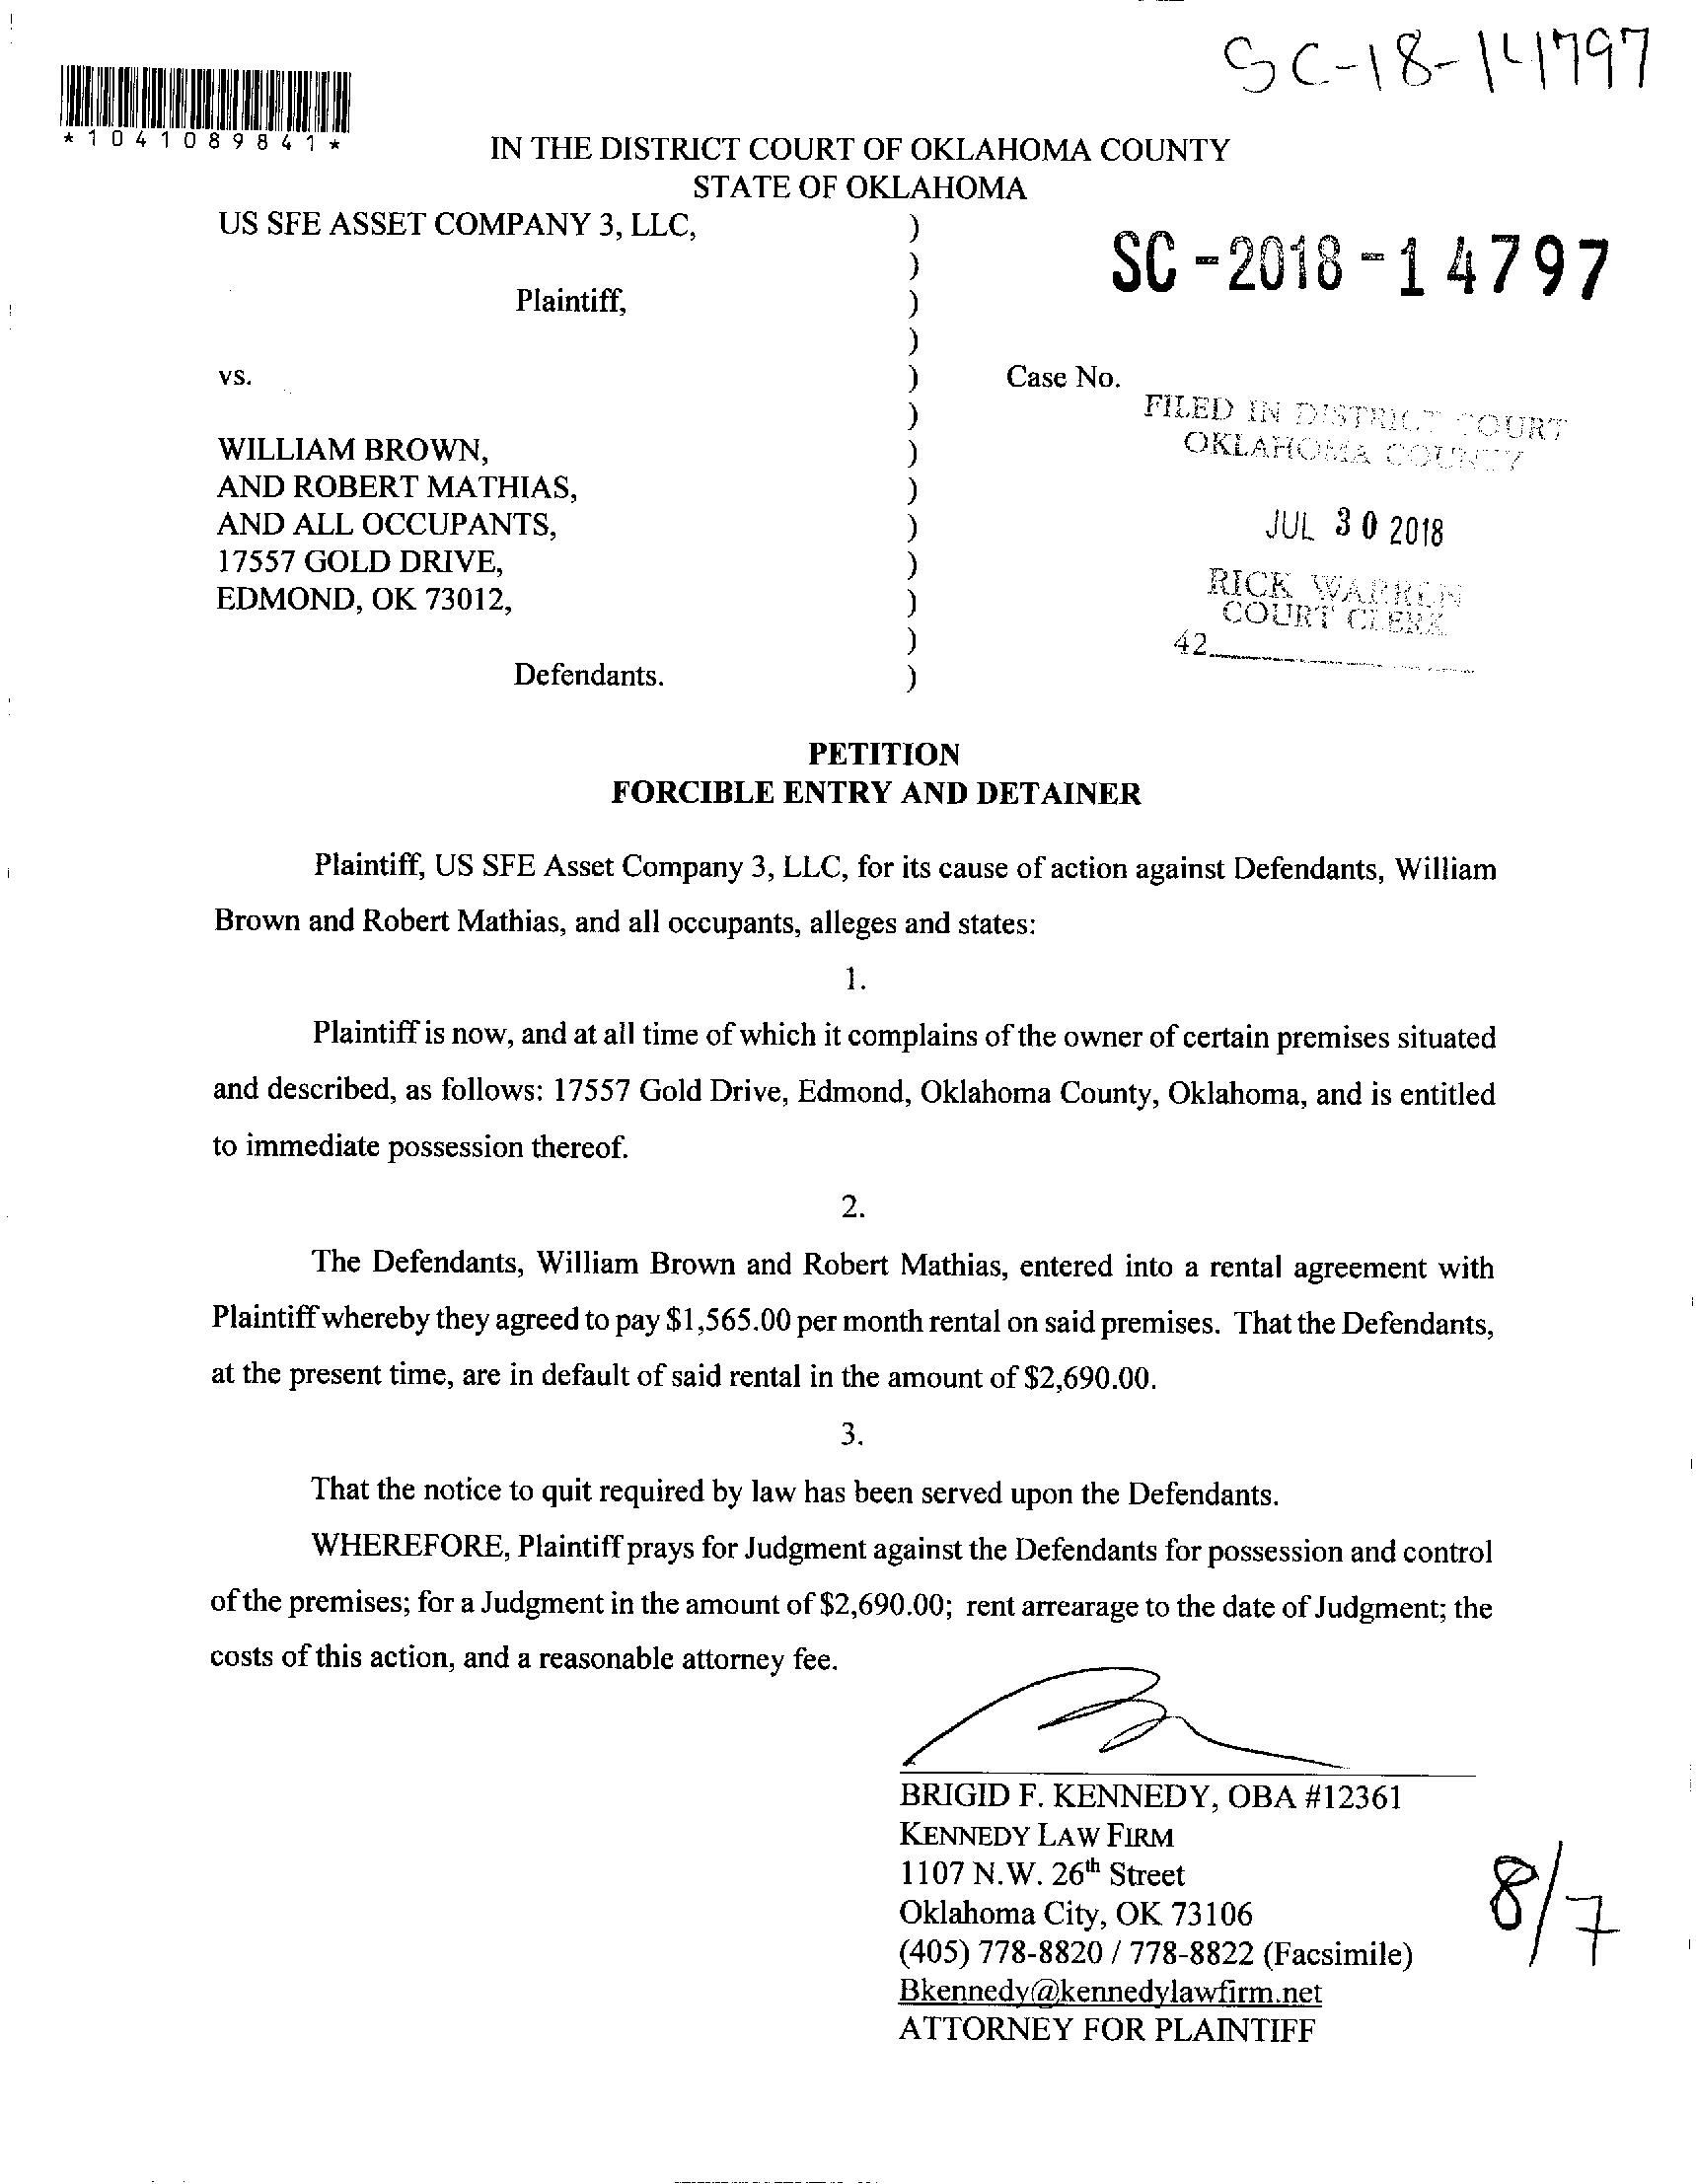 SC-18-14797
*1041089841*
IN THE DISTRICT COURT OF OKLAHOMA COUNTY
STATE OF OKLAHOMA
US SFE ASSET COMPANY 3, LLC, )
)
SC-2018-14797
Plaintiff, )
)
vs. ) Case No.
)
FILED IN DISTRICT COURT
OKLAHOMA COUNTY
WILLIAM BROWN, )
AND ROBERT MATHIAS, )
AND ALL OCCUPANTS, )
JUL 30 2018
17557 GOLD DRIVE, )
EDMOND, OK 73012, )
RICK WARREN
COURT CLERK
)
42
Defendants. )
PETITION
FORCIBLE ENTRY AND DETAINER
Plaintiff, US SFE Asset Company 3, LLC, for its cause of action against Defendants, William
Brown and Robert Mathias, and all occupants, alleges and states:
1.
Plaintiff is now, and at all time of which it complains of the owner of certain premises situated
and described, as follows: 17557 Gold Drive, Edmond, Oklahoma County, Oklahoma, and is entitled
to immediate possession thereof.
2.
The Defendants, William Brown and Robert Mathias, entered into a rental agreement with
Plaintiff whereby they agreed to pay $1,565.00 per month rental on said premises. That the Defendants,
at the present time, are in default of said rental in the amount of $2,690.00.
3.
That the notice to quit required by law has been served upon the Defendants.
WHEREFORE, Plaintiff prays for Judgment against the Defendants for possession and control
of the premises; for a Judgment in the amount of $2,690.00; rent arrearage to the date of Judgment; the
costs of this action, and a reasonable attorney fee.
BRIGID F. KENNEDY, OBA #12361
KENNEDY LAW FIRM
1107 N.W. 26th Street
Oklahoma City, OK 73106
(405) 778-8820 / 778-8822 (Facsimile)
Bkennedy@kennedylawfirm.net
ATTORNEY FOR PLAINTIFF
8/7